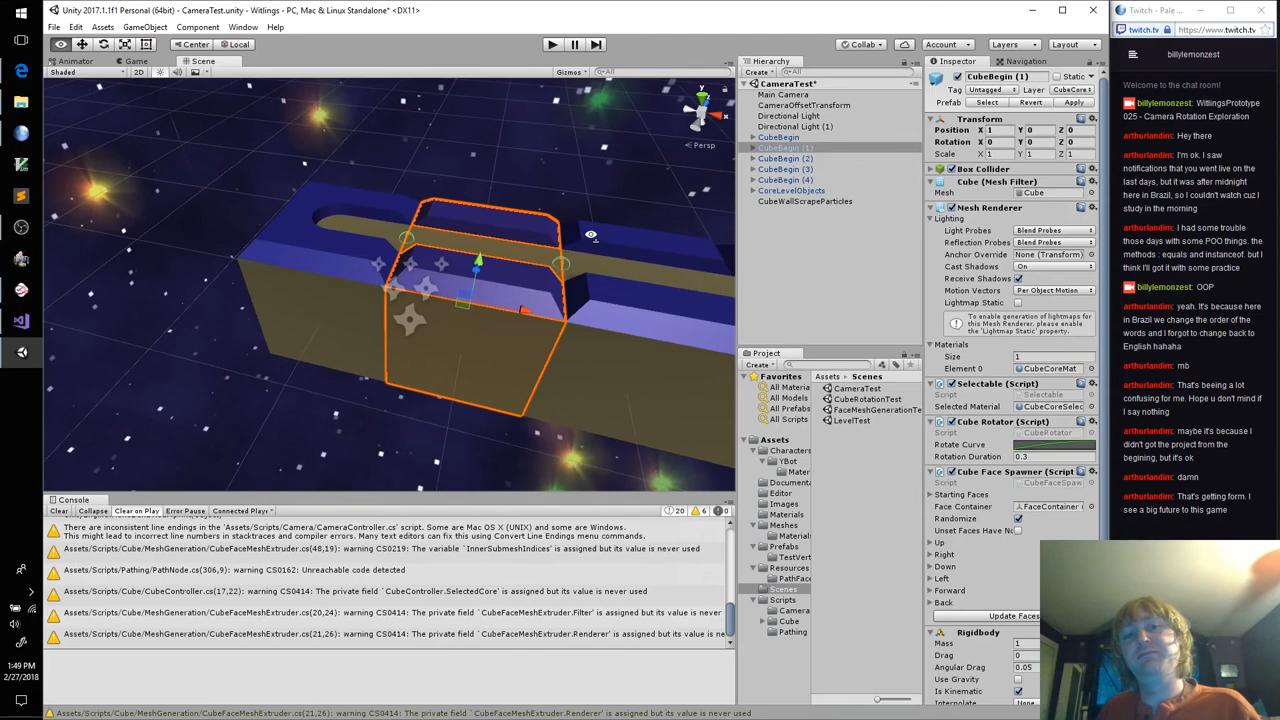 Unity 2017.1.1f1 Personal (64bit) - CameraTest.unity - Witlings - PC, Mac & Linux Standalone* <DX11>
File Edit Assets GameObject Component Window Help
Center Local
Collab Account Layers Layout
Animator Game Scene
Shaded 2D Gizmos All
Persp
y
x
Hierarchy
Create All
CameraTest*
Main Camera
CameraOffsetTransform
Directional Light
Directional Light (1)
CubeBegin
CubeBegin (1)
CubeBegin (2)
CubeBegin (3)
CubeBegin (4)
CoreLevelObjects
CubeWallScrapeParticles
Project
Create
Favorites
All Materia
All Models
All Prefabs
All Scripts
Assets
Characters
YBot
Mater
Documenta
Editor
Images
Materials
Meshes
Materials
Prefabs
TestVert
Resources
PathFace
Scenes
Scripts
Camera
Cube
Pathing
Assets Scenes
CameraTest
CubeRotationTest
FaceMeshGenerationTe
LevelTest
Inspector Navigation
CubeBegin (1) Static
Tag Untagged Layer CubeCore
Prefab Select Revert Apply
Transform
Position X 1 Y 0 Z 0
Rotation X 0 Y 0 Z 0
Scale X 1 Y 1 Z 1
Box Collider
Cube (Mesh Filter)
Mesh Cube
Mesh Renderer
Lighting
Light Probes Blend Probes
Reflection Probes Blend Probes
Anchor Override None (Transform)
Cast Shadows On
Receive Shadows
Motion Vectors Per Object Motion
Lightmap Static
To enable generation of lightmaps for
this Mesh Renderer, please enable
the 'Lightmap Static' property.
Materials
Size 1
Element 0 CubeCoreMat
Selectable (Script)
Script Selectable
Selected Material CubeCoreSelec
Cube Rotator (Script)
Script CubeRotator
Rotate Curve
Rotation Duration 0.3
Cube Face Spawner (Script)
Script CubeFaceSpaw
Starting Faces
Face Container FaceContainer
Randomize
Unset Faces Have No
Up
Right
Down
Left
Forward
Back
Update Faces
Rigidbody
Mass 1
Drag 0
Angular Drag 0.05
Use Gravity
Is Kinematic
Interpolate
Console
Clear Collapse Clear on Play Error Pause Connected Player 20 6 0
There are inconsistent line endings in the 'Assets/Scripts/Camera/CameraController.cs' script. Some are Mac OS X (UNIX) and some are Windows.
This might lead to incorrect line numbers in stacktraces and compiler errors. Many text editors can fix this using Convert Line Endings menu commands.
Assets/Scripts/Cube/MeshGeneration/CubeFaceMeshExtruder.cs(48,19): warning CS0219: The variable `InnerSubmeshIndices' is assigned but its value is never used
Assets/Scripts/Pathing/PathNode.cs(306,9): warning CS0162: Unreachable code detected
Assets/Scripts/Cube/CubeController.cs(17,22): warning CS0414: The private field `CubeController.SelectedCore' is assigned but its value is never used
Assets/Scripts/Cube/MeshGeneration/CubeFaceMeshExtruder.cs(20,24): warning CS0414: The private field `CubeFaceMeshExtruder.Filter' is assigned but its value is never
Assets/Scripts/Cube/MeshGeneration/CubeFaceMeshExtruder.cs(21,26): warning CS0414: The private field `CubeFaceMeshExtruder.Renderer' is assigned but its value is ne
Assets/Scripts/Cube/MeshGeneration/CubeFaceMeshExtruder.cs(21,26): warning CS0414: The private field `CubeFaceMeshExtruder.Renderer' is assigned but its value is never used
1:49 PM
2/27/2018
Twitch - Pale
twitch.tv https://www.twitch.tv
billylemonzest
Welcome to the chat room!
billylemonzest: WitlingsPrototype
025 - Camera Rotation Exploration
arthurlandim: Hey there
arthurlandim: I'm ok. I saw
notifications that you went live on the
last days, but it was after midnight
here in Brazil, so I couldn't watch cuz I
study in the morning
arthurlandim: I had some trouble
those days with some POO things. the
methods : equals and instanceof. but I
think I'll got it with some practice
billylemonzest: OOP
arthurlandim: yeah. It's because here
in Brazil we change the order of the
words and I forgot to change back to
English hahaha
arthurlandim: mb
arthurlandim: That's beeing a lot
confusing for me. Hope u don't mind if
I say nothing
arthurlandim: maybe it's because I
didn't got the project from the
begining, but it's ok
arthurlandim: damn
arthurlandim: That's getting form. I
see a big future to this game